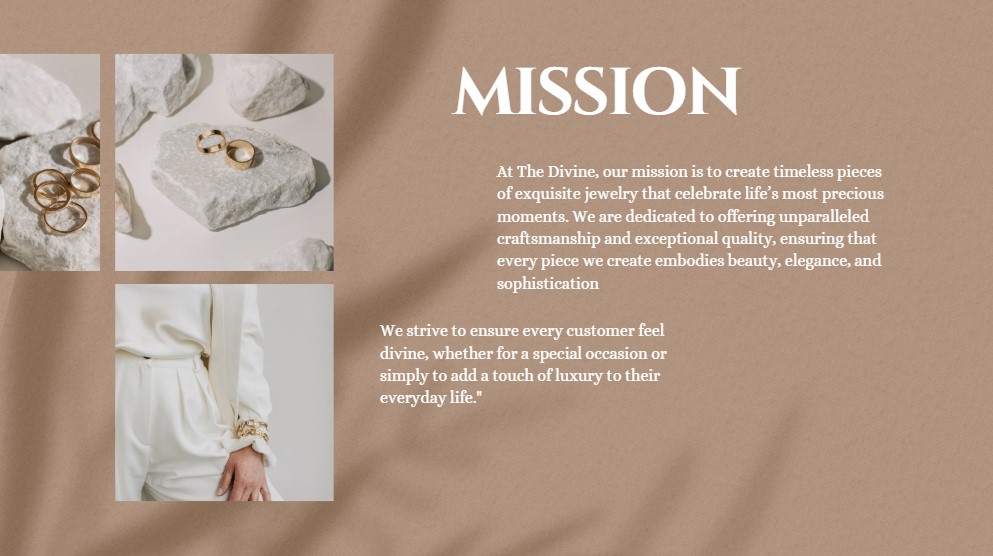 MISSION
At The Divine, our mission is to create timeless pieces
of exquisite jewelry that celebrate life’s most precious
moments. We are dedicated to offering unparalleled
craftsmanship and exceptional quality, ensuring that
every piece we create embodies beauty, elegance, and
sophistication
We strive to ensure every customer feel
divine, whether for a special occasion or
simply to add a touch of luxury to their
everyday life."